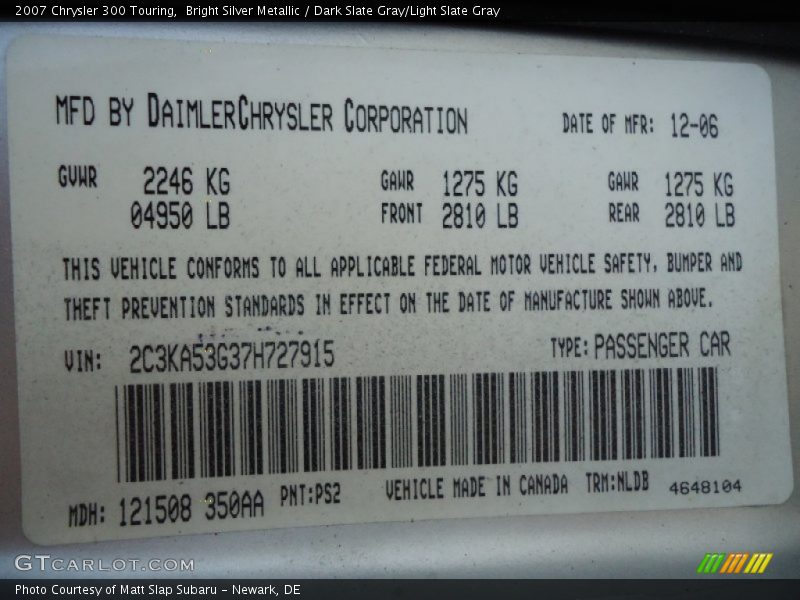 2007 Chrysler 300 Touring,  Bright Silver Metallic / Dark Slate Gray/Light Slate Gray
MFD BY DAIMLERCHRYSLER CORPORATION DATE OF MFR: 12-06
GVWR 2246 KG GAWR 1275 KG GAWR 1275 KG
04950 LB FRONT 2810 LB REAR 2810 LB
THIS VEHICLE CONFORMS TO ALL APPLICABLE FEDERAL MOTOR VEHICLE SAFETY, BUMPER AND
THEFT PREVENTION STANDARDS IN EFFECT ON THE DATE OF MANUFACTURE SHOWN ABOVE.
VIN: 2C3KA53G37H727915 TYPE: PASSENGER CAR
MDH: 121508 350AA PNT:PS2 VEHICLE MADE IN CANADA TRM:NLDB 4648104
GTCARLOT.COM
Photo Courtesy of Matt Slap Subaru – Newark, DE